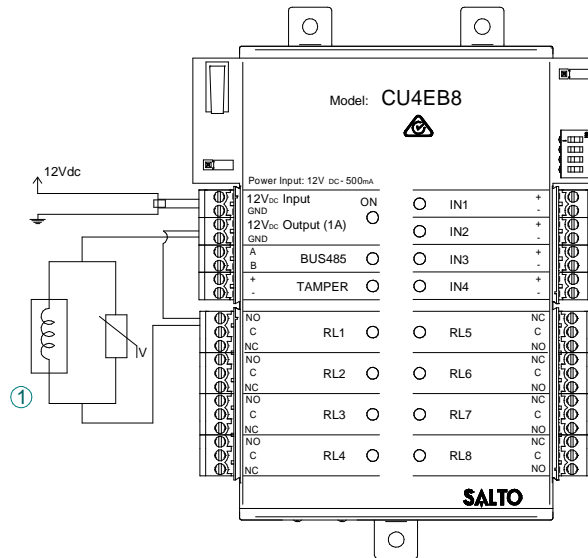 Model: CU4EB8
12Vdc
Power Input: 12V DC - 500mA
12VDC Input
GND
ON
12VDC Output (1A)
GND
A
B
BUS485
+
-
TAMPER
IN1
+
-
IN2
+
-
IN3
+
-
IN4
+
-
NO
C
NC
RL1
NO
C
NC
RL2
NO
C
NC
RL3
NO
C
NC
RL4
RL5
NC
C
NO
RL6
NC
C
NO
RL7
NC
C
NO
RL8
NC
C
NO
V
1
SALTO